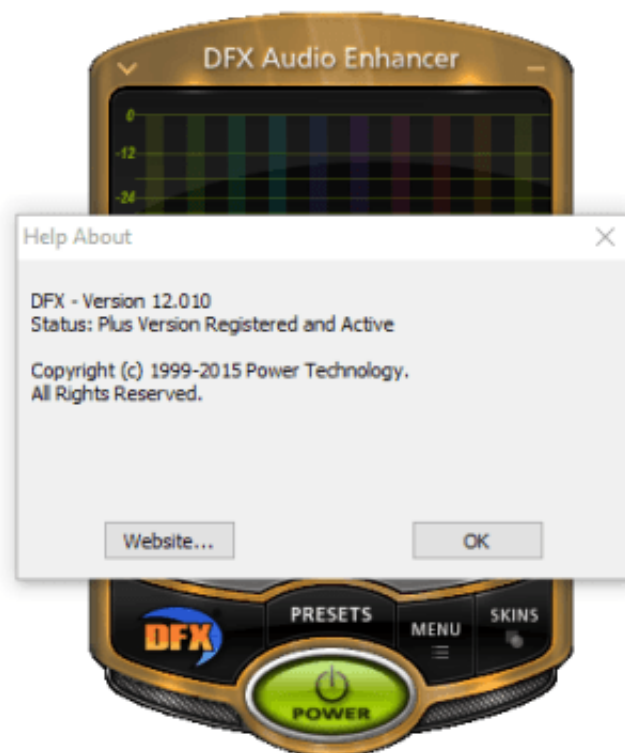 DFX Audio Enhancer
0
-12
-24
Help About
DFX - Version 12.010
Status: Plus Version Registered and Active
Copyright (c) 1999-2015 Power Technology.
All Rights Reserved.
Website...
OK
DFX
PRESETS
MENU
SKINS
POWER